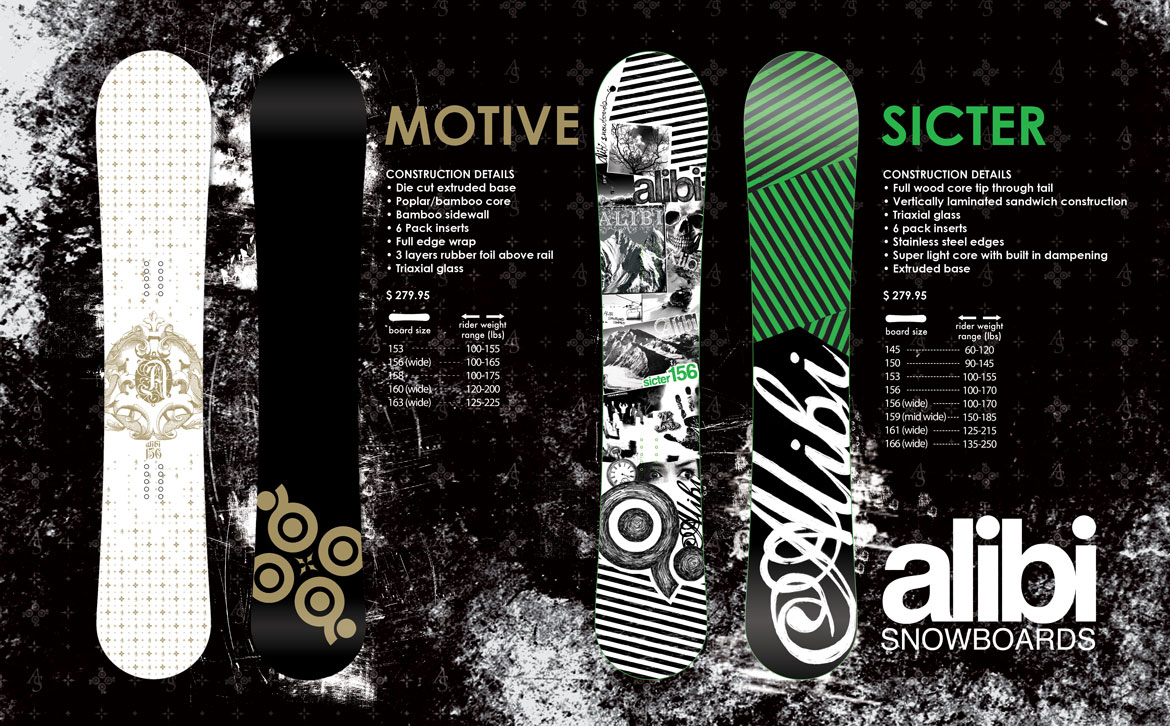 MOTIVE
CONSTRUCTION DETAILS
• Die cut extruded base
• Poplar/bamboo core
• Bamboo sidewall
• 6 Pack inserts
• Full edge wrap
• 3 layers rubber foil above rail
• Triaxial glass
$ 279.95
board size
rider weight
range (lbs)
153 100-155
156 (wide) 100-165
158 100-175
160 (wide) 120-200
163 (wide) 125-225
A
alibi
156
alibi snowboards
alibi
ALIBI
sicter 156
Alibi
Alibi
SICTER
CONSTRUCTION DETAILS
• Full wood core tip through tail
• Vertically laminated sandwich construction
• Triaxial glass
• 6 pack inserts
• Stainless steel edges
• Super light core with built in dampening
• Extruded base
$ 279.95
board size
rider weight
range (lbs)
145 ---------------- 60-120
150 ---------------- 90-145
153 ---------------- 100-155
156 ---------------- 100-170
156 (wide) -------- 100-170
159 (mid wide) ---- 150-185
161 (wide) -------- 125-215
166 (wide) -------- 135-250
alibi
SNOWBOARDS